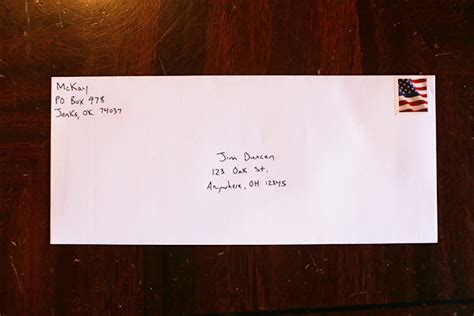 McKay
PO Box 978
Jenks, OK 74037
Jim Duncan
123 Oak St.
Anywhere, OH 12345